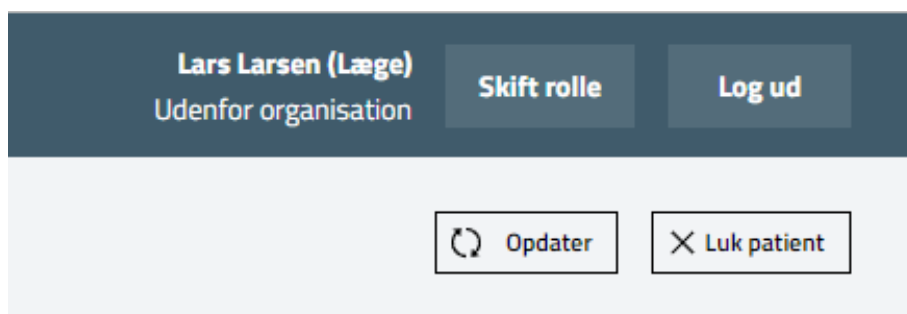 Lars Larsen (Læge)
Udenfor organisation
Skift rolle
Log ud
Opdater
Luk patient